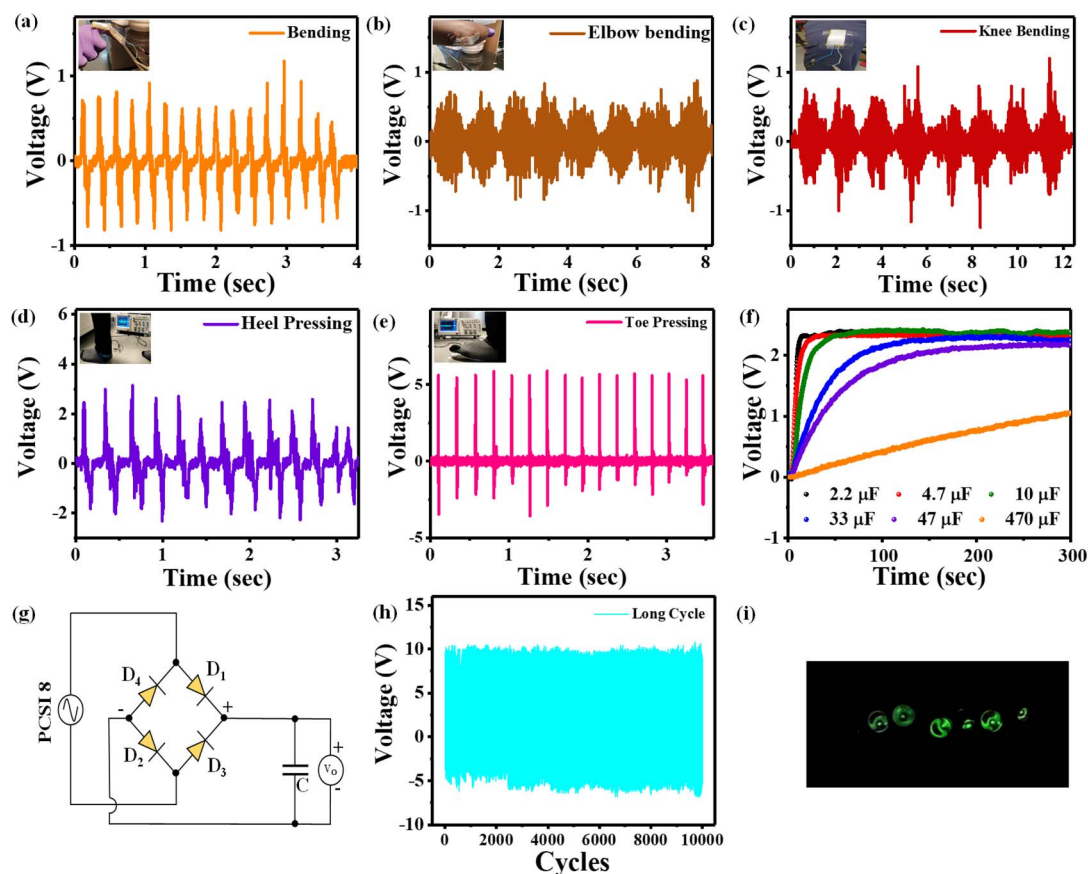 (a)
Bending
Voltage (V)
1
0
-1
0 1 2 3 4
Time (sec)
(b)
Elbow bending
Voltage (V)
1
0
-1
0 2 4 6 8
Time (sec)
(c)
Knee Bending
Voltage (V)
1
0
-1
0 2 4 6 8 10 12
Time (sec)
(d)
Heel Pressing
Voltage (V)
6
4
2
0
-2
0 1 2 3
Time (sec)
(e)
Toe Pressing
Voltage (V)
5
0
-5
0 1 2 3
Time (sec)
(f)
Voltage (V)
2
1
0
-1
2.2 μF 4.7 μF 10 μF
33 μF 47 μF 470 μF
0 100 200 300
Time (sec)
(g)
PCSI 8
D4
D1
-
+
D2
D3
C
+
Vo
-
(h)
Long Cycle
Voltage (V)
15
10
5
0
-5
-10
0 2000 4000 6000 8000 10000
Cycles
(i)